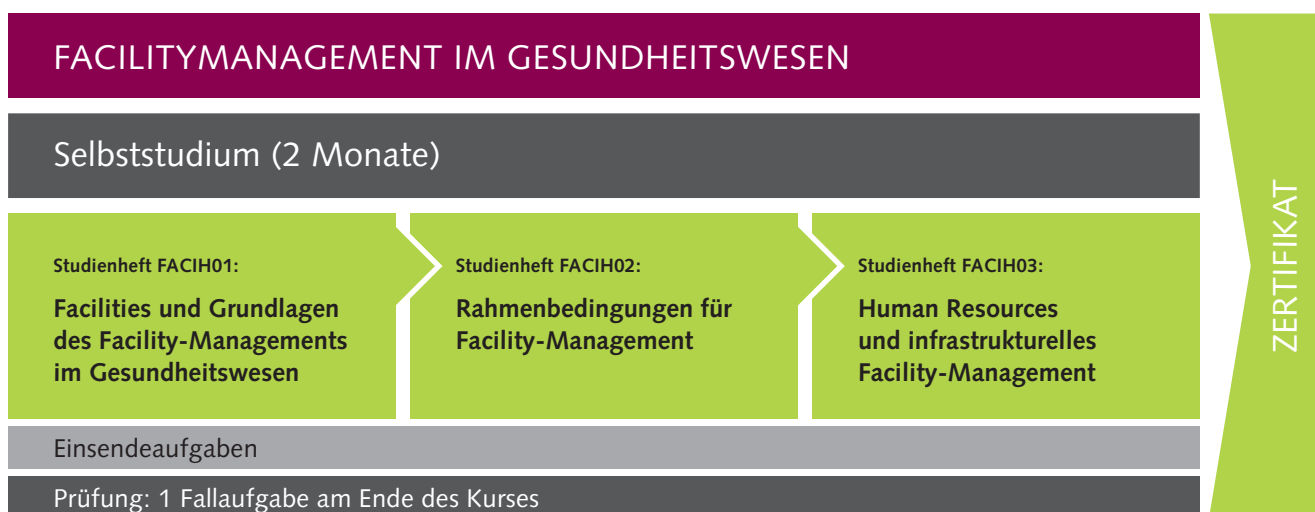 FACILITYMANAGEMENT IM GESUNDHEITSWESEN
Selbststudium (2 Monate)
Studienheft FACIH01:
Facilities und Grundlagen
des Facility-Managements
im Gesundheitswesen
Studienheft FACIH02:
Rahmenbedingungen für
Facility-Management
Studienheft FACIH03:
Human Resources
und infrastrukturelles
Facility-Management
Einsendeaufgaben
Prüfung: 1 Fallaufgabe am Ende des Kurses
ZERTIFIKAT